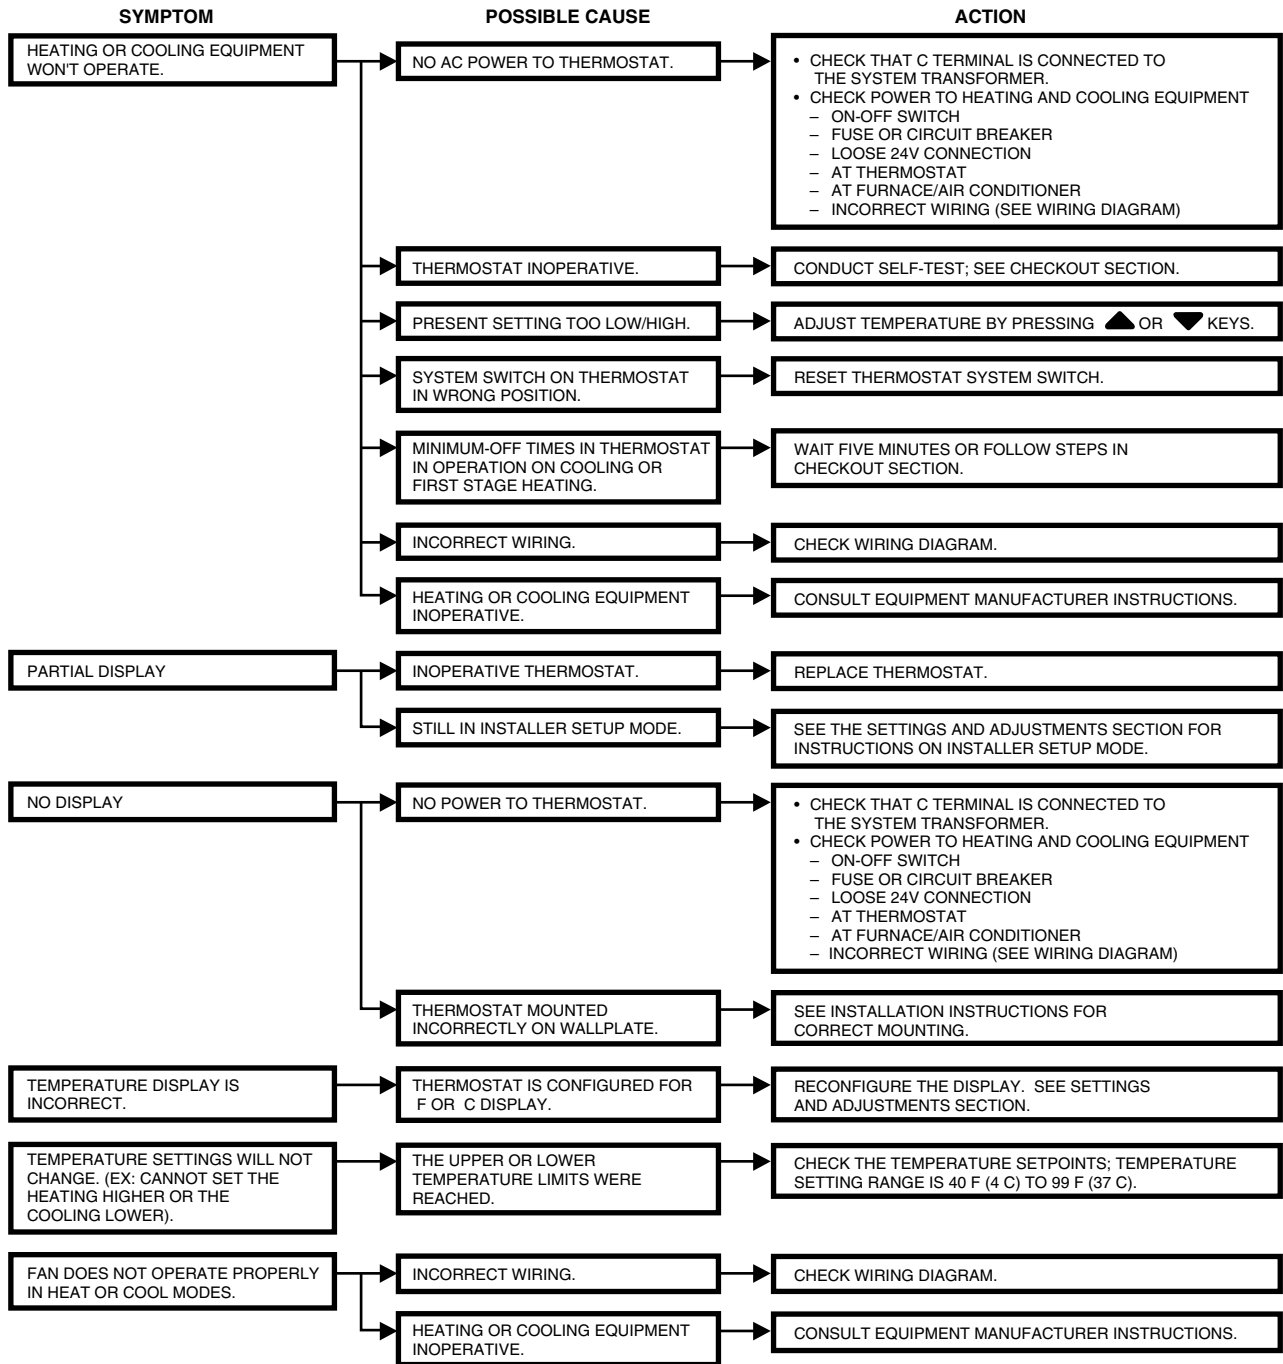 SYMPTOM POSSIBLE CAUSE ACTION
HEATING OR COOLING EQUIPMENT
WON'T OPERATE.
NO AC POWER TO THERMOSTAT.
• CHECK THAT C TERMINAL IS CONNECTED TO
THE SYSTEM TRANSFORMER.
• CHECK POWER TO HEATING AND COOLING EQUIPMENT
– ON-OFF SWITCH
– FUSE OR CIRCUIT BREAKER
– LOOSE 24V CONNECTION
– AT THERMOSTAT
– AT FURNACE/AIR CONDITIONER
– INCORRECT WIRING (SEE WIRING DIAGRAM)
THERMOSTAT INOPERATIVE.
CONDUCT SELF-TEST; SEE CHECKOUT SECTION.
PRESENT SETTING TOO LOW/HIGH.
ADJUST TEMPERATURE BY PRESSING ▲ OR ▼ KEYS.
SYSTEM SWITCH ON THERMOSTAT
IN WRONG POSITION.
RESET THERMOSTAT SYSTEM SWITCH.
MINIMUM-OFF TIMES IN THERMOSTAT
IN OPERATION ON COOLING OR
FIRST STAGE HEATING.
WAIT FIVE MINUTES OR FOLLOW STEPS IN
CHECKOUT SECTION.
INCORRECT WIRING.
CHECK WIRING DIAGRAM.
HEATING OR COOLING EQUIPMENT
INOPERATIVE.
CONSULT EQUIPMENT MANUFACTURER INSTRUCTIONS.
PARTIAL DISPLAY
INOPERATIVE THERMOSTAT.
REPLACE THERMOSTAT.
STILL IN INSTALLER SETUP MODE.
SEE THE SETTINGS AND ADJUSTMENTS SECTION FOR
INSTRUCTIONS ON INSTALLER SETUP MODE.
NO DISPLAY
NO POWER TO THERMOSTAT.
• CHECK THAT C TERMINAL IS CONNECTED TO
THE SYSTEM TRANSFORMER.
• CHECK POWER TO HEATING AND COOLING EQUIPMENT
– ON-OFF SWITCH
– FUSE OR CIRCUIT BREAKER
– LOOSE 24V CONNECTION
– AT THERMOSTAT
– AT FURNACE/AIR CONDITIONER
– INCORRECT WIRING (SEE WIRING DIAGRAM)
THERMOSTAT MOUNTED
INCORRECTLY ON WALLPLATE.
SEE INSTALLATION INSTRUCTIONS FOR
CORRECT MOUNTING.
TEMPERATURE DISPLAY IS
INCORRECT.
THERMOSTAT IS CONFIGURED FOR
F OR C DISPLAY.
RECONFIGURE THE DISPLAY. SEE SETTINGS
AND ADJUSTMENTS SECTION.
TEMPERATURE SETTINGS WILL NOT
CHANGE. (EX: CANNOT SET THE
HEATING HIGHER OR THE
COOLING LOWER).
THE UPPER OR LOWER
TEMPERATURE LIMITS WERE
REACHED.
CHECK THE TEMPERATURE SETPOINTS; TEMPERATURE
SETTING RANGE IS 40 F (4 C) TO 99 F (37 C).
FAN DOES NOT OPERATE PROPERLY
IN HEAT OR COOL MODES.
INCORRECT WIRING.
CHECK WIRING DIAGRAM.
HEATING OR COOLING EQUIPMENT
INOPERATIVE.
CONSULT EQUIPMENT MANUFACTURER INSTRUCTIONS.